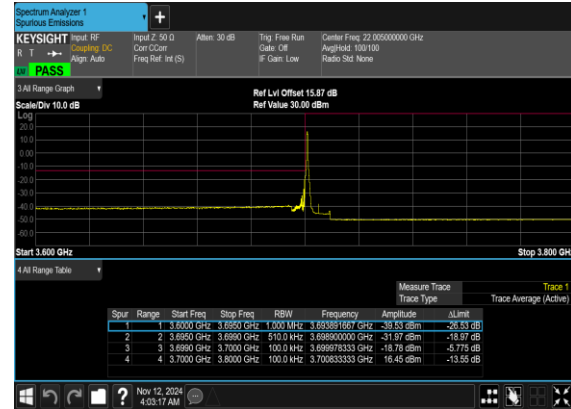 Spectrum Analyzer 1
Spurious Emissions
KEYSIGHT Input: RF Input Z: 50 Ω Atten: 30 dB Trig: Free Run Center Freq: 22.005000000 GHz
R T Coupling: DC Corr CCorr Gate: Off Avg|Hold: 100/100
Align: Auto Freq Ref: Int (S) IF Gain: Low Radio Std: None
PASS
3 All Range Graph
Ref Lvl Offset 15.87 dB
Scale/Div 10.0 dB Ref Value 30.00 dBm
Log
20.0
10.0
0.00
-10.0
-20.0
-30.0
-40.0
-50.0
-60.0
Start 3.600 GHz Stop 3.800 GHz
4 All Range Table
Measure Trace Trace 1
Trace Type Trace Average (Active)
Spur Range Start Freq Stop Freq RBW Frequency Amplitude ΔLimit
1 1 3.6000 GHz 3.6950 GHz 1.000 MHz 3.693891667 GHz -39.53 dBm -26.53 dB
2 2 3.6950 GHz 3.6990 GHz 510.0 kHz 3.698900000 GHz -31.97 dBm -18.97 dB
3 3 3.6990 GHz 3.7000 GHz 100.0 kHz 3.699978333 GHz -18.78 dBm -5.775 dB
4 4 3.7000 GHz 3.8000 GHz 100.0 kHz 3.700833333 GHz 16.45 dBm -13.55 dB
? Nov 12, 2024
4:03:17 AM